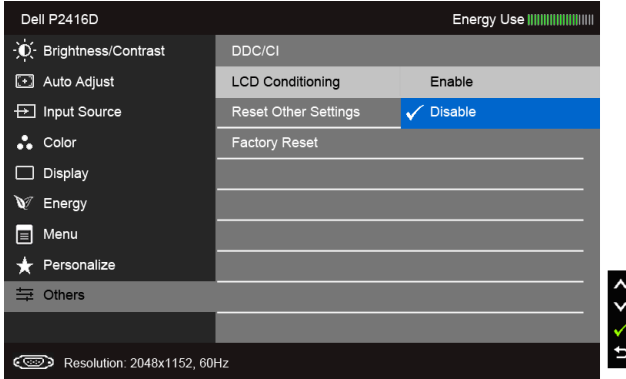 Dell P2416D
Energy Use
Brightness/Contrast
DDC/CI
Auto Adjust
LCD Conditioning
Enable
Input Source
Reset Other Settings
Disable
Color
Factory Reset
Display
Energy
Menu
Personalize
Others
Resolution: 2048x1152, 60Hz